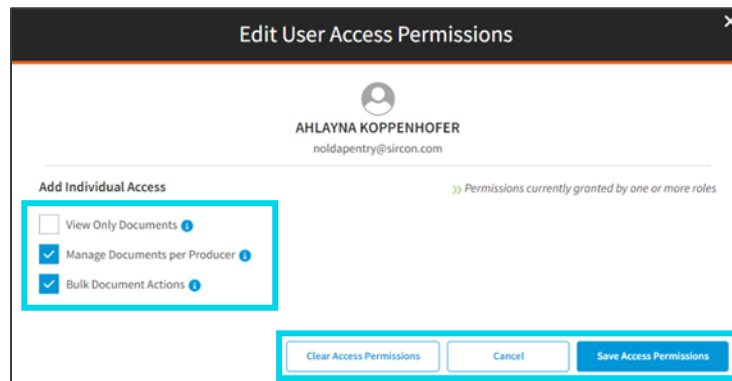 Edit User Access Permissions
AHLAYNA KOPPENHOFER
noldapentry@sircon.com
Add Individual Access
>> Permissions currently granted by one or more roles
View Only Documents
Manage Documents per Producer
Bulk Document Actions
Clear Access Permissions Cancel Save Access Permissions